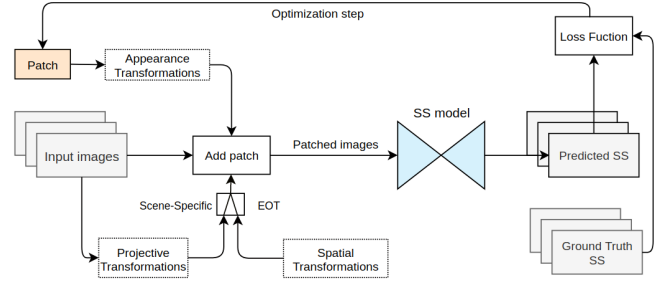 Optimization step
Loss Fuction
Patch
Appearance
Transformations
SS model
Input images
Add patch
Patched images
Predicted SS
Scene-Specific
EOT
Projective
Transformations
Spatial
Transformations
Ground Truth
SS